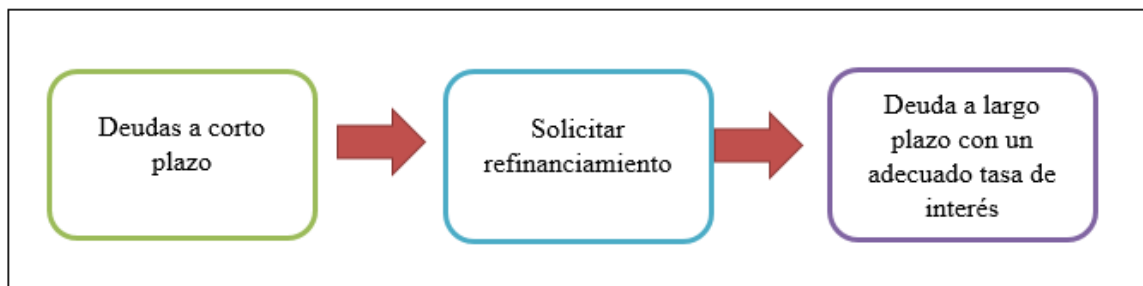 Deudas a corto
plazo
Solicitar
refinanciamiento
Deuda a largo
plazo con un
adecuado tasa de
interés